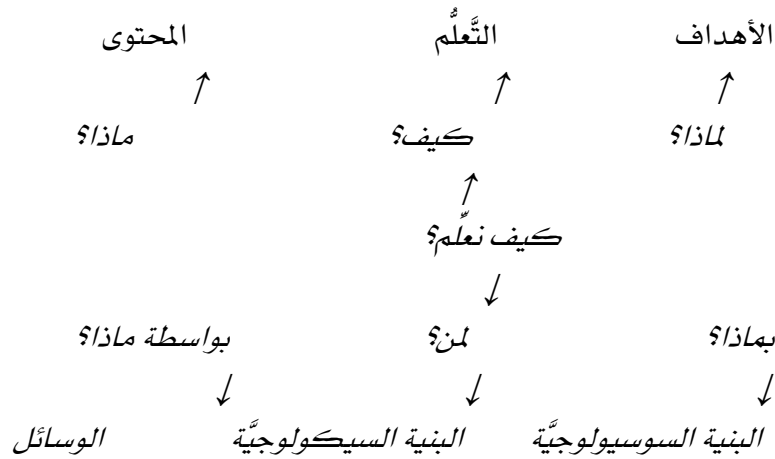 الأهداف التَّعلُّم المحتوى
↑ ↑ ↑
لماذا؟ كيف؟ ماذا؟
↑
كيف نعلِّم؟
↓
بماذا؟ لمن؟ بواسطة ماذا؟
↓ ↓ ↓
البنية السوسيولوجيَّة البنية السيكولوجيَّة الوسائل